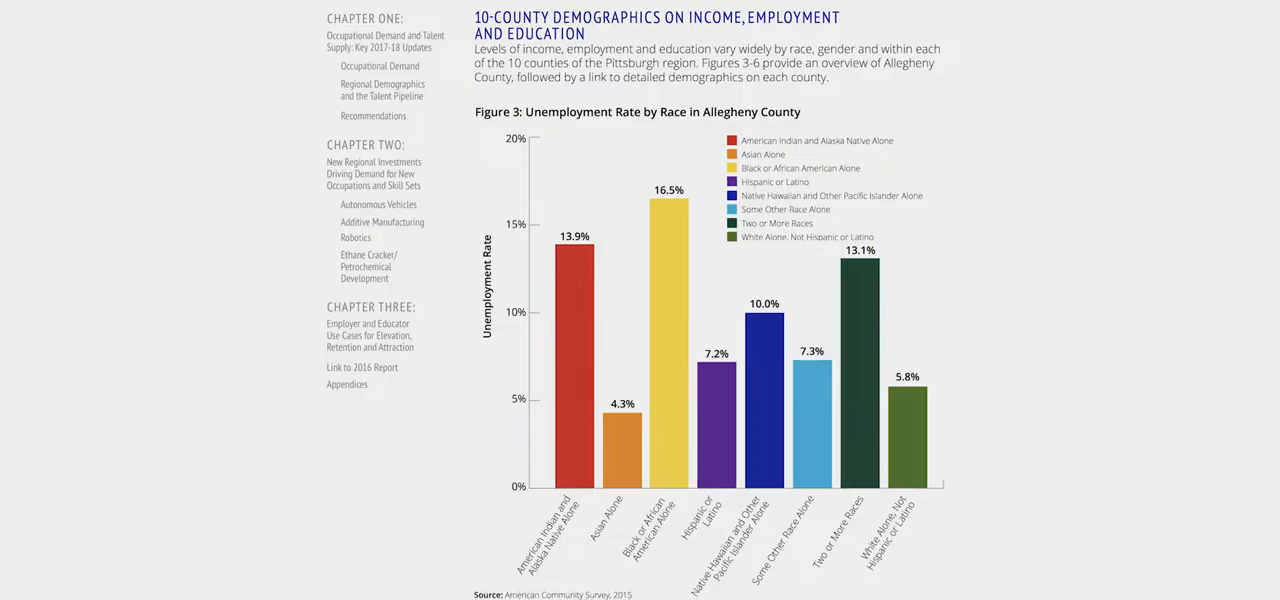 CHAPTER ONE:
Occupational Demand and Talent
Supply: Key 2017-18 Updates
Occupational Demand
Regional Demographics
and the Talent Pipeline
Recommendations
CHAPTER TWO:
New Regional Investments
Driving Demand for New
Occupations and Skill Sets
Autonomous Vehicles
Additive Manufacturing
Robotics
Ethane Cracker/
Petrochemical
Development
CHAPTER THREE:
Employer and Educator
Use Cases for Elevation,
Retention and Attraction
Link to 2016 Report
Appendices
10-COUNTY DEMOGRAPHICS ON INCOME, EMPLOYMENT
AND EDUCATION
Levels of income, employment and education vary widely by race, gender and within each
of the 10 counties of the Pittsburgh region. Figures 3-6 provide an overview of Allegheny
County, followed by a link to detailed demographics on each county.
Figure 3: Unemployment Rate by Race in Allegheny County
Unemployment Rate
20%
15%
10%
5%
0%
American Indian and Alaska Native Alone
Asian Alone
Black or African American Alone
Hispanic or Latino
Native Hawaiian and Other Pacific Islander Alone
Some Other Race Alone
Two or More Races
White Alone, Not Hispanic or Latino
13.9%
4.3%
16.5%
7.2%
10.0%
7.3%
13.1%
5.8%
American Indian and
Alaska Native Alone
Asian Alone
Black or African
American Alone
Hispanic or
Latino
Native Hawaiian and Other
Pacific Islander Alone
Some Other Race Alone
Two or More Races
White Alone, Not
Hispanic or Latino
Source: American Community Survey, 2015